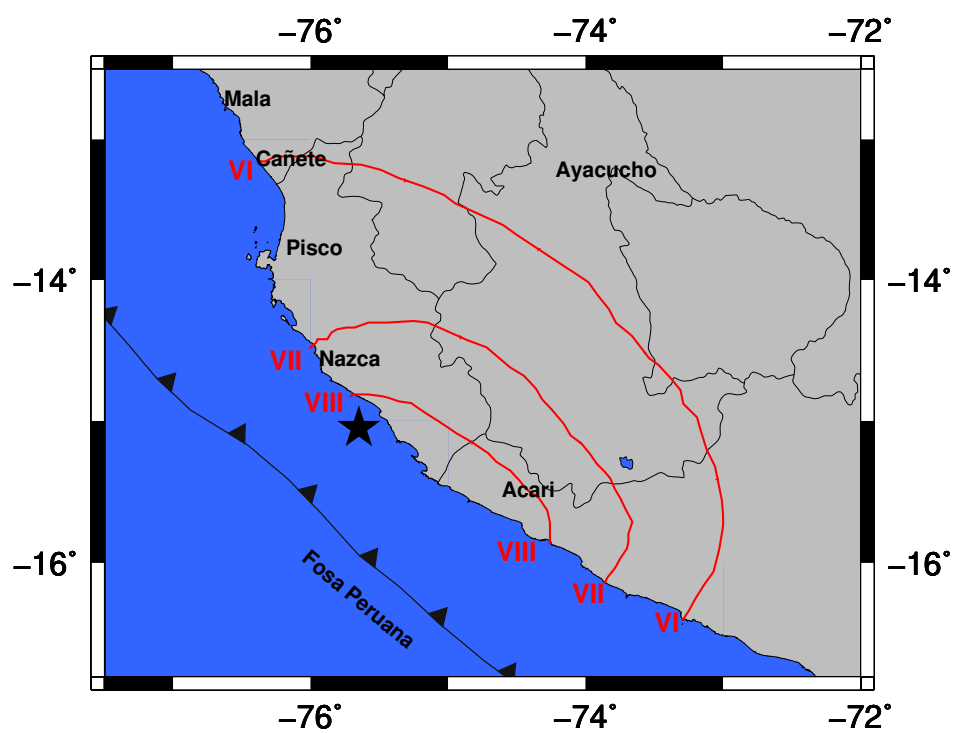 −76˚ −74˚ −72˚
Mala
VI Cañete
Ayacucho
Pisco
−14˚ −14˚
VII Nazca
VIII
Acari
VIII
−16˚ −16˚
Fosa Peruana
VII
VI
−76˚ −74˚ −72˚